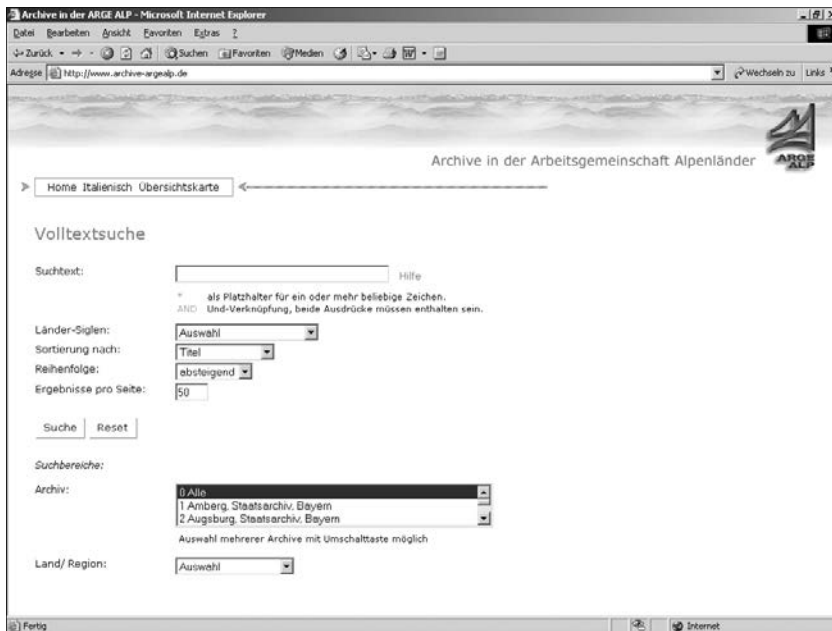 Archive in der ARGE ALP - Microsoft Internet Explorer
Datei Bearbeiten Ansicht Favoriten Extras ?
Zurück Suchen Favoriten Medien
Adresse http://www.archive-argealp.de Wechseln zu Links
Archive in der Arbeitsgemeinschaft Alpenländer
ARGE
ALP
Home Italienisch Übersichtskarte
Volltextsuche
Suchtext: Hilfe
* als Platzhalter für ein oder mehr beliebige Zeichen.
AND Und-Verknüpfung, beide Ausdrücke müssen enthalten sein.
Länder-Siglen: Auswahl
Sortierung nach: Titel
Reihenfolge: absteigend
Ergebnisse pro Seite: 50
Suche Reset
Suchbereiche:
Archiv: 0 Alle
1 Amberg, Staatsarchiv, Bayern
2 Augsburg, Staatsarchiv, Bayern
Auswahl mehrerer Archive mit Umschalttaste möglich
Land/ Region: Auswahl
Fertig Internet